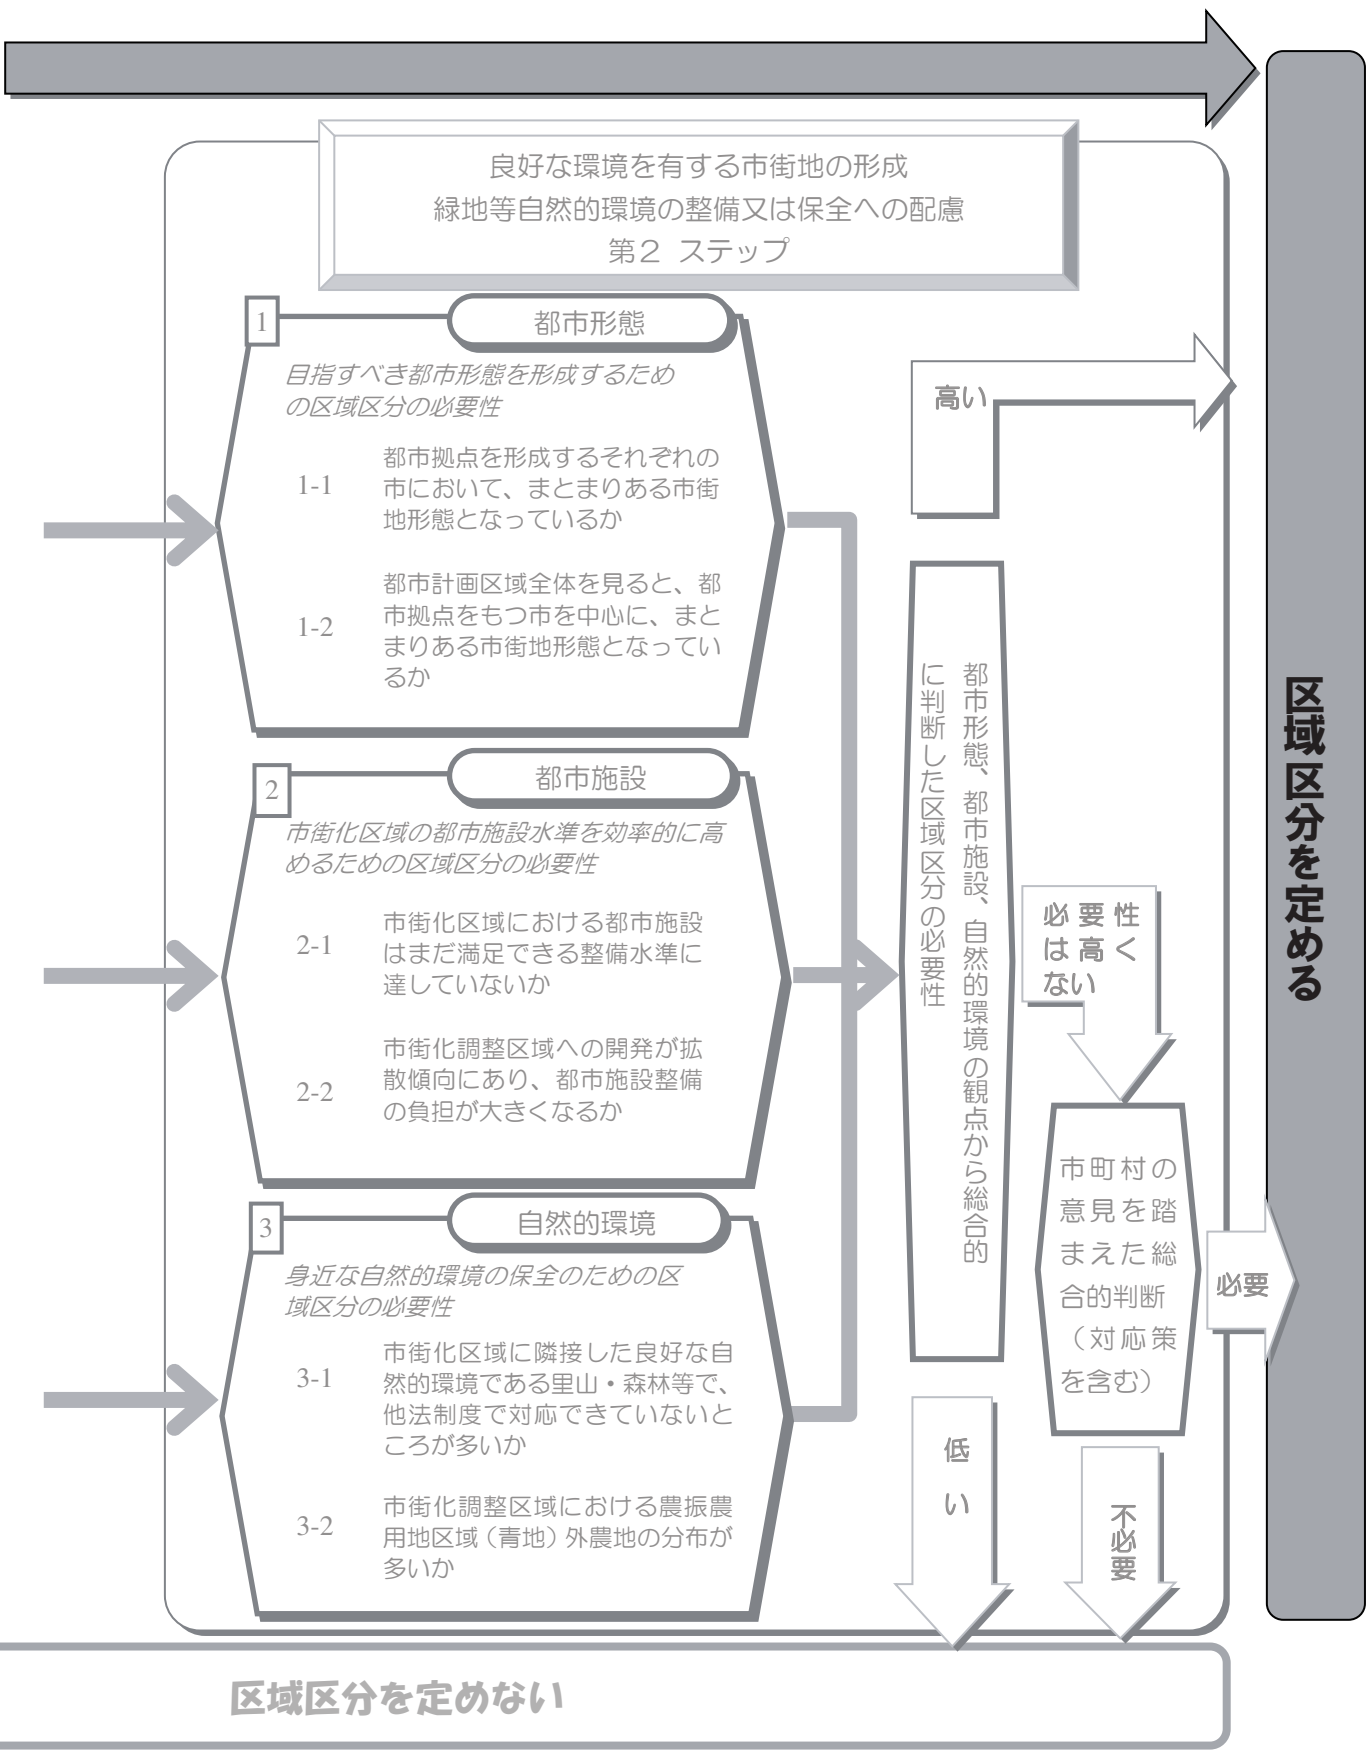 良好な環境を有する市街地の形成
緑地等自然的環境の整備又は保全への配慮
第2 ステップ
1
都市形態
目指すべき都市形態を形成するため
の区域区分の必要性
1-1
都市拠点を形成するそれぞれの
市において、まとまりある市街
地形態となっているか
1-2
都市計画区域全体を見ると、都
市拠点をもつ市を中心に、まと
まりある市街地形態となってい
るか
2
都市施設
市街化区域の都市施設水準を効率的に高
めるための区域区分の必要性
2-1
市街化区域における都市施設
はまだ満足できる整備水準に
達していないか
2-2
市街化調整区域への開発が拡
散傾向にあり、都市施設整備
の負担が大きくなるか
3
自然的環境
身近な自然的環境の保全のための区
域区分の必要性
3-1
市街化区域に隣接した良好な自
然的環境である里山・森林等で、
他法制度で対応できていないと
ころが多いか
3-2
市街化調整区域における農振農
用地区域（青地）外農地の分布が
多いか
高い
都市形態、都市施設、自然的環境の観点から総合的
に判断した区域区分の必要性
必要性
は高く
ない
市町村の
意見を踏
まえた総
合的判断
（対応策
を含む）
必要
低い
不必要
区域区分を定める
区域区分を定めない